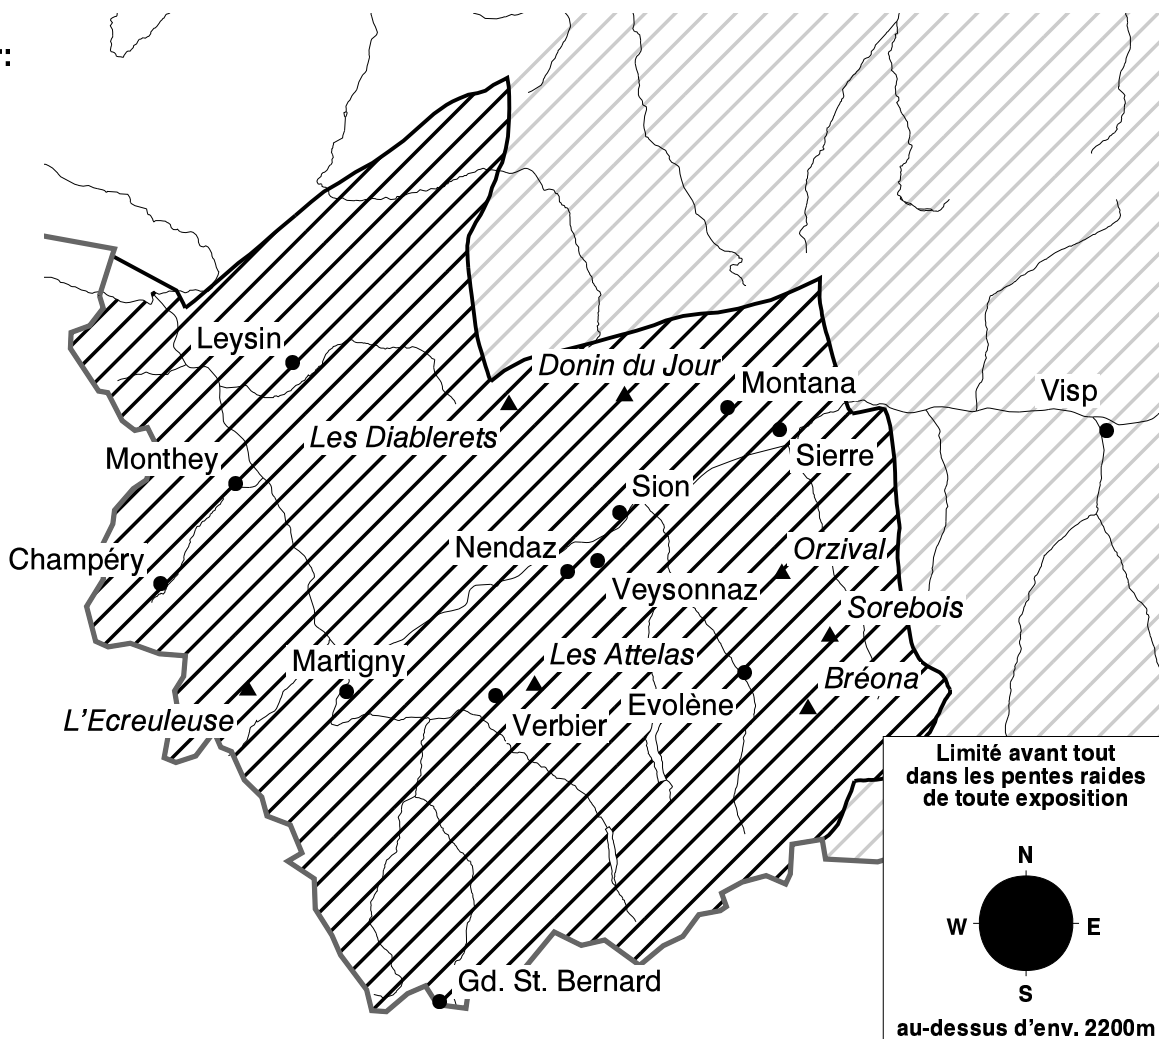 :
Leysin
Donin du Jour
Montana
Visp
Les Diablerets
Monthey
Sierre
Sion
Nendaz
Orzival
Champéry
Veysonnaz
Sorebois
Les Attelas
Martigny
Bréona
L'Ecreuleuse
Evolène
Verbier
Gd. St. Bernard
Limité avant tout
dans les pentes raides
de toute exposition
N
W E
S
au-dessus d'env. 2200m